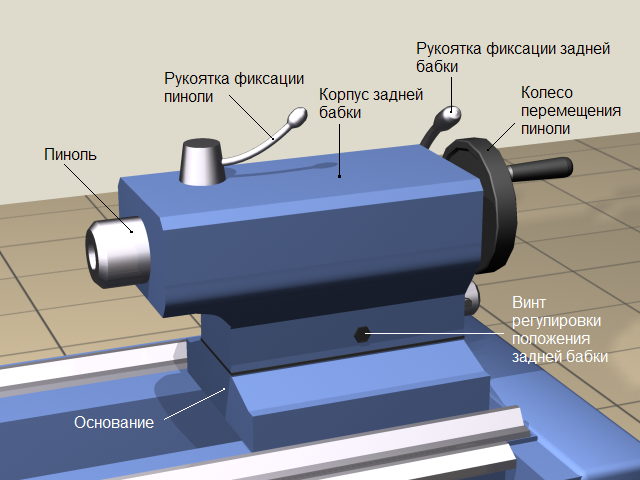 Рукоятка фиксации задней
бабки
Рукоятка фиксации
пиноли
Корпус задней
бабки
Колесо
перемещения
пиноли
Пиноль
Винт
регулировки
положения
задней бабки
Основание